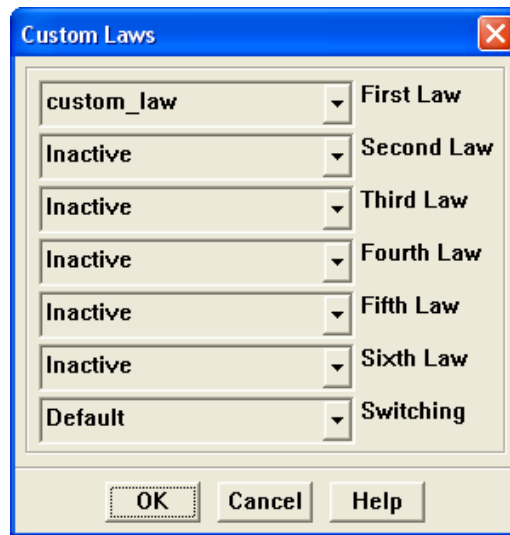 Custom Laws
custom_law First Law
Inactive Second Law
Inactive Third Law
Inactive Fourth Law
Inactive Fifth Law
Inactive Sixth Law
Default Switching
OK Cancel Help